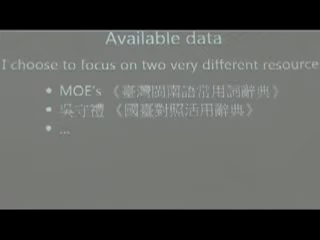 Available data
I choose to focus on two very different resource
• MOE's 《臺灣閩南語常用詞辭典》
• 吳守禮 《國臺對照活用辭典》
• ...